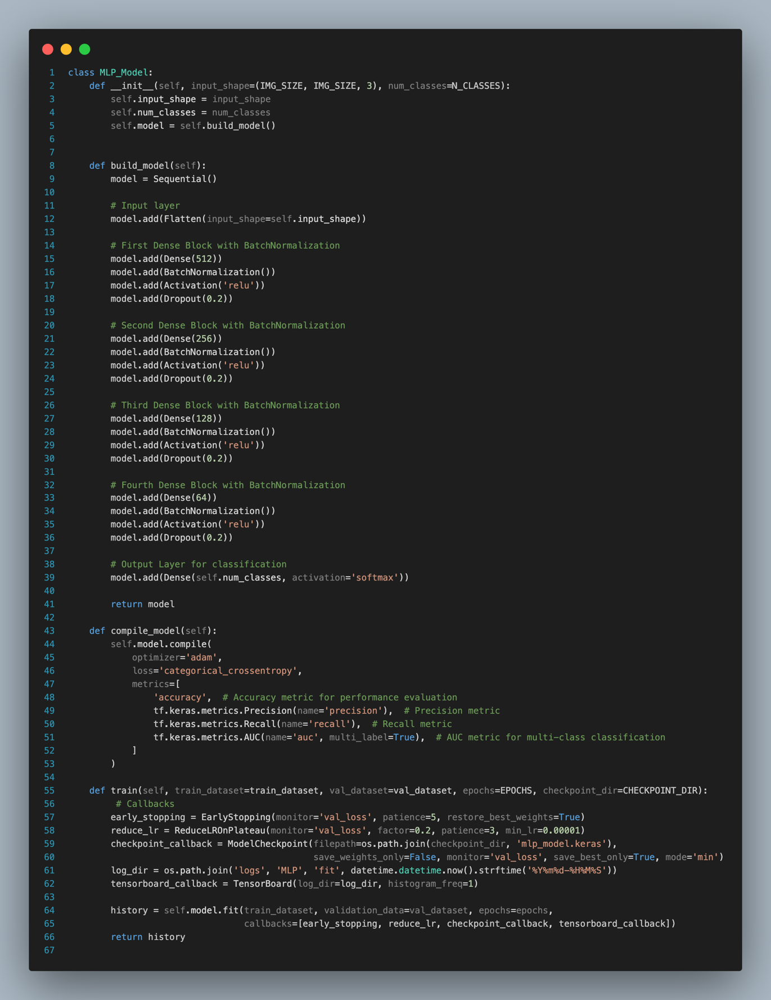 1 class MLP_Model:
2     def __init__(self, input_shape=(IMG_SIZE, IMG_SIZE, 3), num_classes=N_CLASSES):
3         self.input_shape = input_shape
4         self.num_classes = num_classes
5         self.model = self.build_model()
6
7
8     def build_model(self):
9         model = Sequential()
10
11         # Input layer
12         model.add(Flatten(input_shape=self.input_shape))
13
14         # First Dense Block with BatchNormalization
15         model.add(Dense(512))
16         model.add(BatchNormalization())
17         model.add(Activation('relu'))
18         model.add(Dropout(0.2))
19
20         # Second Dense Block with BatchNormalization
21         model.add(Dense(256))
22         model.add(BatchNormalization())
23         model.add(Activation('relu'))
24         model.add(Dropout(0.2))
25
26         # Third Dense Block with BatchNormalization
27         model.add(Dense(128))
28         model.add(BatchNormalization())
29         model.add(Activation('relu'))
30         model.add(Dropout(0.2))
31
32         # Fourth Dense Block with BatchNormalization
33         model.add(Dense(64))
34         model.add(BatchNormalization())
35         model.add(Activation('relu'))
36         model.add(Dropout(0.2))
37
38         # Output Layer for classification
39         model.add(Dense(self.num_classes, activation='softmax'))
40
41         return model
42
43     def compile_model(self):
44         self.model.compile(
45             optimizer='adam',
46             loss='categorical_crossentropy',
47             metrics=[
48                 'accuracy',  # Accuracy metric for performance evaluation
49                 tf.keras.metrics.Precision(name='precision'),  # Precision metric
50                 tf.keras.metrics.Recall(name='recall'),  # Recall metric
51                 tf.keras.metrics.AUC(name='auc', multi_label=True),  # AUC metric for multi-class classification
52             ]
53         )
54
55     def train(self, train_dataset=train_dataset, val_dataset=val_dataset, epochs=EPOCHS, checkpoint_dir=CHECKPOINT_DIR):
56          # Callbacks
57         early_stopping = EarlyStopping(monitor='val_loss', patience=5, restore_best_weights=True)
58         reduce_lr = ReduceLROnPlateau(monitor='val_loss', factor=0.2, patience=3, min_lr=0.00001)
59         checkpoint_callback = ModelCheckpoint(filepath=os.path.join(checkpoint_dir, 'mlp_model.keras'),
60                                               save_weights_only=False, monitor='val_loss', save_best_only=True, mode='min')
61         log_dir = os.path.join('logs', 'MLP', 'fit', datetime.datetime.now().strftime('%Y%m%d-%H%M%S'))
62         tensorboard_callback = TensorBoard(log_dir=log_dir, histogram_freq=1)
63
64         history = self.model.fit(train_dataset, validation_data=val_dataset, epochs=epochs,
65                                  callbacks=[early_stopping, reduce_lr, checkpoint_callback, tensorboard_callback])
66         return history
67